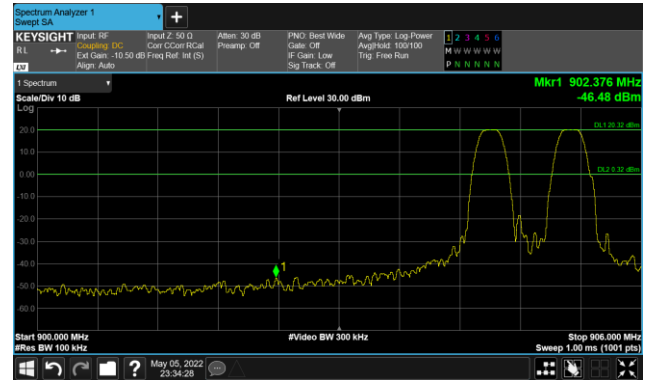 Spectrum Analyzer 1
Swept SA
+
KEYSIGHT Input: RF Input Z: 50 Ω Atten: 30 dB PNO: Best Wide Avg Type: Log-Power 1 2 3 4 5 6
RL Coupling: DC Corr CCorr RCal Preamp: Off Gate: Off Avg|Hold: 100/100 M W W W W W
Ext Gain: -10.50 dB Freq Ref: Int (S) IF Gain: Low Trig: Free Run
LXI Align: Auto Sig Track: Off P N N N N N
1 Spectrum Mkr1 902.376 MHz
Scale/Div 10 dB Ref Level 30.00 dBm -46.48 dBm
Log
DL1 20.32 dBm
20.0
10.0
DL2 0.32 dBm
0.00
-10.0
-20.0
-30.0
-40.0
1
-50.0
-60.0
Start 900.000 MHz #Video BW 300 kHz Stop 906.000 MHz
#Res BW 100 kHz Sweep 1.00 ms (1001 pts)
? May 05, 2022
23:34:28